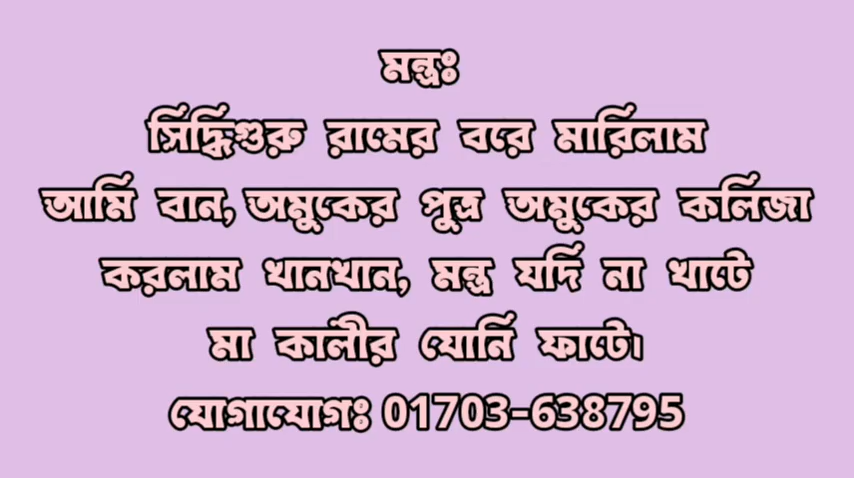 মন্ত্রঃ
সিদ্ধিগুরু রামের বরে মারিলাম
আমি বান, অমুকের পুত্র অমুকের কলিজা
করলাম খানখান, মন্ত্র যদি না খাটে
মা কালীর যোনি ফাটে।
যোগাযোগঃ 01703-638795